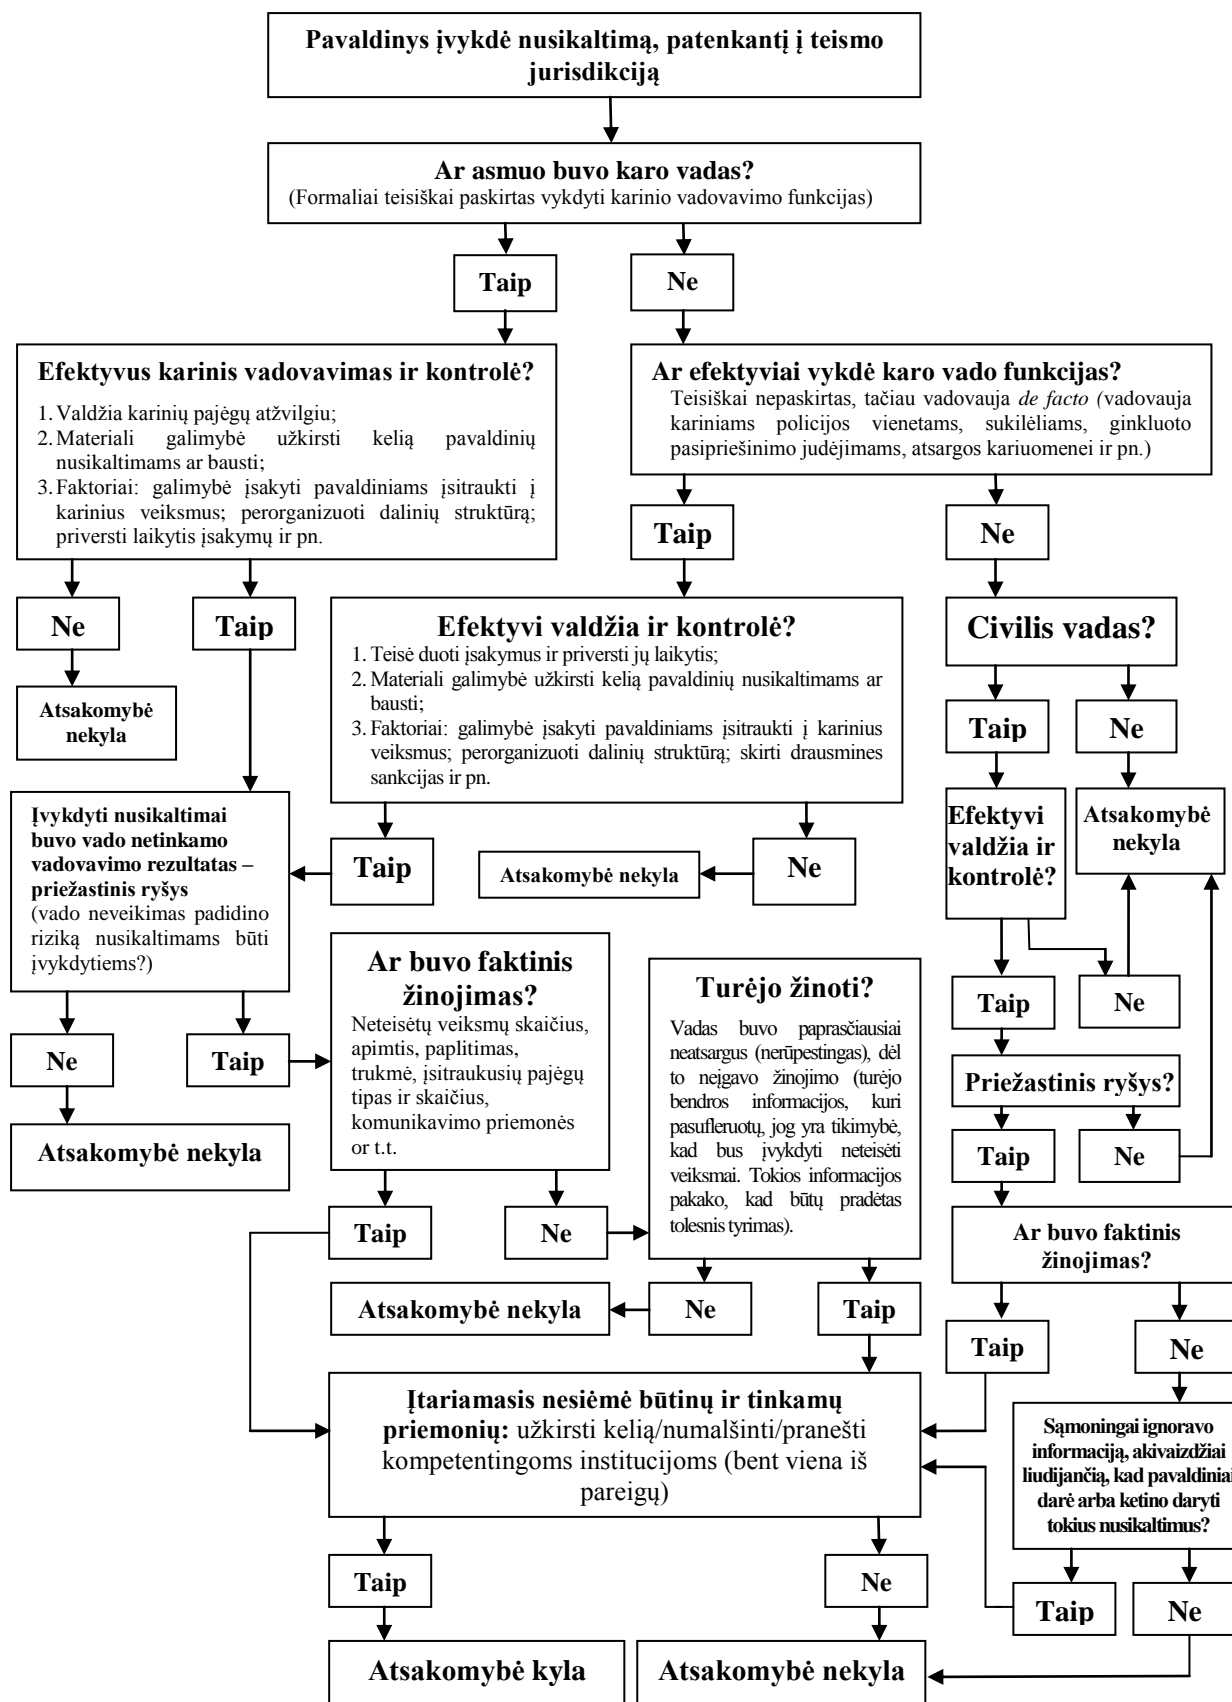 Pavaldinys įvykdė nusikaltimą, patenkantį į teismo
jurisdikciją
Ar asmuo buvo karo vadas?
(Formaliai teisiškai paskirtas vykdyti karinio vadovavimo funkcijas)
Taip
Ne
Efektyvus karinis vadovavimas ir kontrolė?
1. Valdžia karinių pajėgų atžvilgiu;
2. Materiali galimybė užkirsti kelią pavaldinių
nusikaltimams ar bausti;
3. Faktoriai: galimybė įsakyti pavaldiniams įsitraukti į
karinius veiksmus; perorganizuoti dalinių struktūrą;
priversti laikytis įsakymų ir pn.
Ar efektyviai vykdė karo vado funkcijas?
Teisiškai nepaskirtas, tačiau vadovauja de facto (vadovauja
kariniams policijos vienetams, sukilėliams, ginkluoto
pasipriešinimo judėjimams, atsargos kariuomenei ir pn.)
Taip
Ne
Ne
Taip
Efektyvi valdžia ir kontrolė?
1. Teisė duoti įsakymus ir priversti jų laikytis;
2. Materiali galimybė užkirsti kelią pavaldinių nusikaltimams ar
bausti;
3. Faktoriai: galimybė įsakyti pavaldiniams įsitraukti į karinius
veiksmus; perorganizuoti dalinių struktūrą; skirti drausmines
sankcijas ir pn.
Civilis vadas?
Atsakomybė
nekyla
Taip
Ne
Įvykdyti nusikaltimai
buvo vado netinkamo
vadovavimo rezultatas –
priežastinis ryšys
(vado neveikimas padidino
riziką nusikaltimams būti
įvykdytiems?)
Taip
Atsakomybė nekyla
Ne
Efektyvi
valdžia ir
kontrolė?
Atsakomybė
nekyla
Ne
Taip
Ar buvo faktinis
žinojimas?
Neteisėtų veiksmų skaičius,
apimtis, paplitimas,
trukmė, įsitraukusių pajėgų
tipas ir skaičius,
komunikavimo priemonės
or t.t.
Turėjo žinoti?
Vadas buvo paprasčiausiai
neatsargus (nerūpestingas), dėl
to neįgavo žinojimo (turėjo
bendros informacijos, kuri
pasufleruotų, jog yra tikimybė,
kad bus įvykdyti neteisėti
veiksmai. Tokios informacijos
pakako, kad būtų pradėtas
tolesnis tyrimas).
Taip
Ne
Priežastinis ryšys?
Atsakomybė nekyla
Taip
Ne
Taip
Ne
Ar buvo faktinis
žinojimas?
Atsakomybė nekyla
Ne
Taip
Taip
Ne
Įtariamasis nesiėmė būtinų ir tinkamų
priemonių: užkirsti kelią/numalšinti/pranešti
kompetentingoms institucijoms (bent viena iš
pareigų)
Sąmoningai ignoravo
informaciją, akivaizdžiai
liudijančią, kad pavaldiniai
darė arba ketino daryti
tokius nusikaltimus?
Taip
Ne
Taip
Ne
Atsakomybė kyla
Atsakomybė nekyla